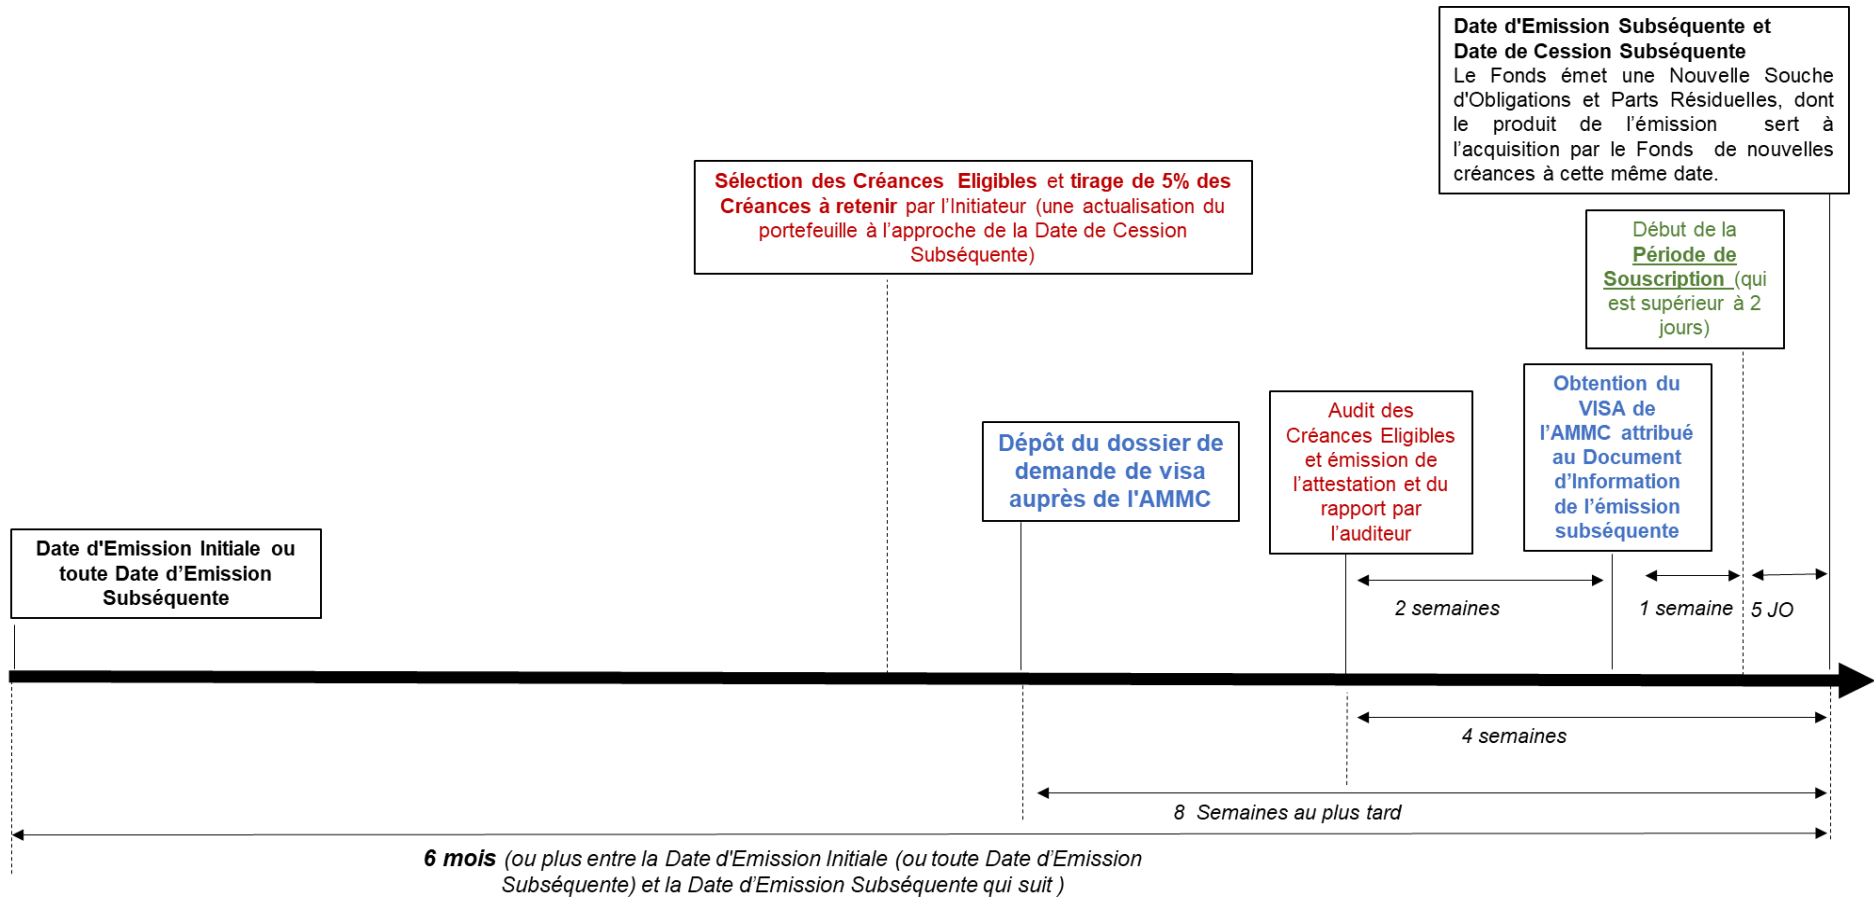 Date d'Emission Subséquente et
Date de Cession Subséquente
Le Fonds émet une Nouvelle Souche
d'Obligations et Parts Résiduelles, dont
le produit de l’émission sert à
l’acquisition par le Fonds de nouvelles
créances à cette même date.
Sélection des Créances Eligibles et tirage de 5% des
Créances à retenir par l’Initiateur (une actualisation du
portefeuille à l’approche de la Date de Cession
Subséquente)
Début de la
Période de
Souscription (qui
est supérieur à 2
jours)
Obtention du
VISA de
l’AMMC attribué
au Document
d’Information
de l’émission
subséquente
Audit des
Créances Eligibles
et émission de
l’attestation et du
rapport par
l’auditeur
Dépôt du dossier de
demande de visa
auprès de l'AMMC
Date d'Emission Initiale ou
toute Date d’Emission
Subséquente
2 semaines
1 semaine
5 JO
4 semaines
8 Semaines au plus tard
6 mois (ou plus entre la Date d'Emission Initiale (ou toute Date d’Emission
Subséquente) et la Date d’Emission Subséquente qui suit )